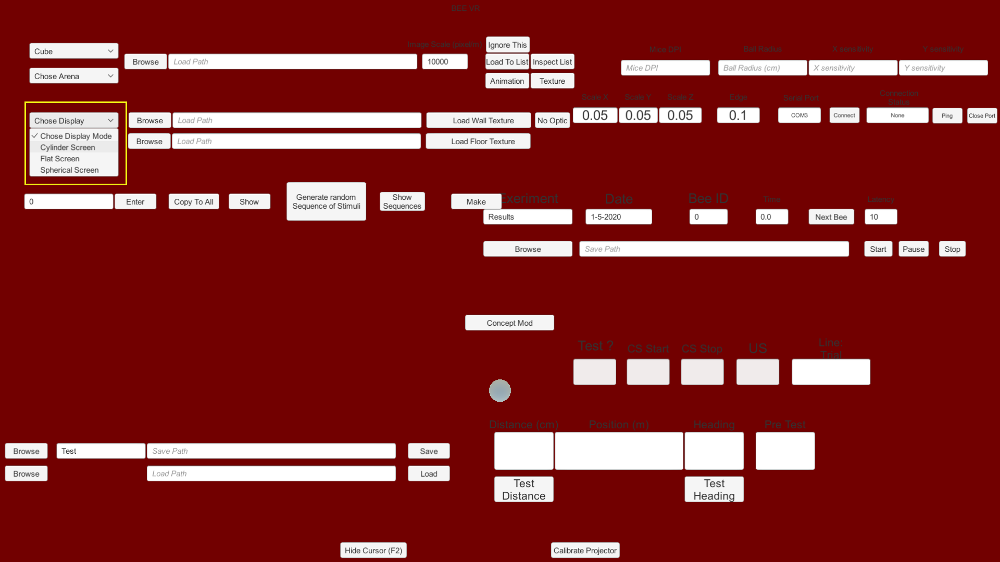 BEE VR
Cube
Browse
Load Path
Image Scale (pixel/m)
10000
Ignore This
Load To List
Inspect List
Animation
Texture
Chose Arena
Mice DPI
Ball Radius
X sensitivity
Y sensitivity
Mice DPI
Ball Radius (cm)
X sensitivity
Y sensitivity
Chose Display
Chose Display Mode
Cylinder Screen
Flat Screen
Spherical Screen
Browse
Load Path
Load Wall Texture
No Optic
Browse
Load Path
Load Floor Texture
Scale X
Scale Y
Scale Z
Edge
Serial Port
Connection
Status
0.05
0.05
0.05
0.1
COM3
Connect
None
Ping
Close Port
0
Enter
Copy To All
Show
Generate random
Sequence of Stimuli
Show
Sequences
Make
Exeriment
Date
Bee ID
Time
Latency
Results
1-5-2020
0
0.0
Next Bee
10
Browse
Save Path
Start
Pause
Stop
Concept Mod
Test ?
CS Start
CS Stop
US
Line:
Trial
Distance (cm)
Position (m)
Heading
Pre Test
Browse
Test
Save Path
Save
Browse
Load Path
Load
Test
Distance
Test
Heading
Hide Cursor (F2)
Calibrate Projector